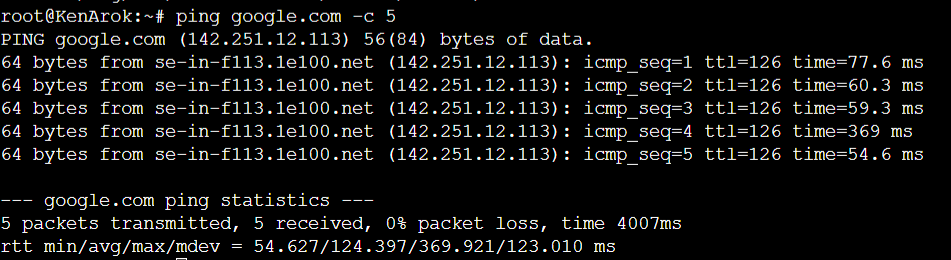 root@KenArok:~# ping google.com -c 5
PING google.com (142.251.12.113) 56(84) bytes of data.
64 bytes from se-in-f113.1e100.net (142.251.12.113): icmp_seq=1 ttl=126 time=77.6 ms
64 bytes from se-in-f113.1e100.net (142.251.12.113): icmp_seq=2 ttl=126 time=60.3 ms
64 bytes from se-in-f113.1e100.net (142.251.12.113): icmp_seq=3 ttl=126 time=59.3 ms
64 bytes from se-in-f113.1e100.net (142.251.12.113): icmp_seq=4 ttl=126 time=369 ms
64 bytes from se-in-f113.1e100.net (142.251.12.113): icmp_seq=5 ttl=126 time=54.6 ms

--- google.com ping statistics ---
5 packets transmitted, 5 received, 0% packet loss, time 4007ms
rtt min/avg/max/mdev = 54.627/124.397/369.921/123.010 ms